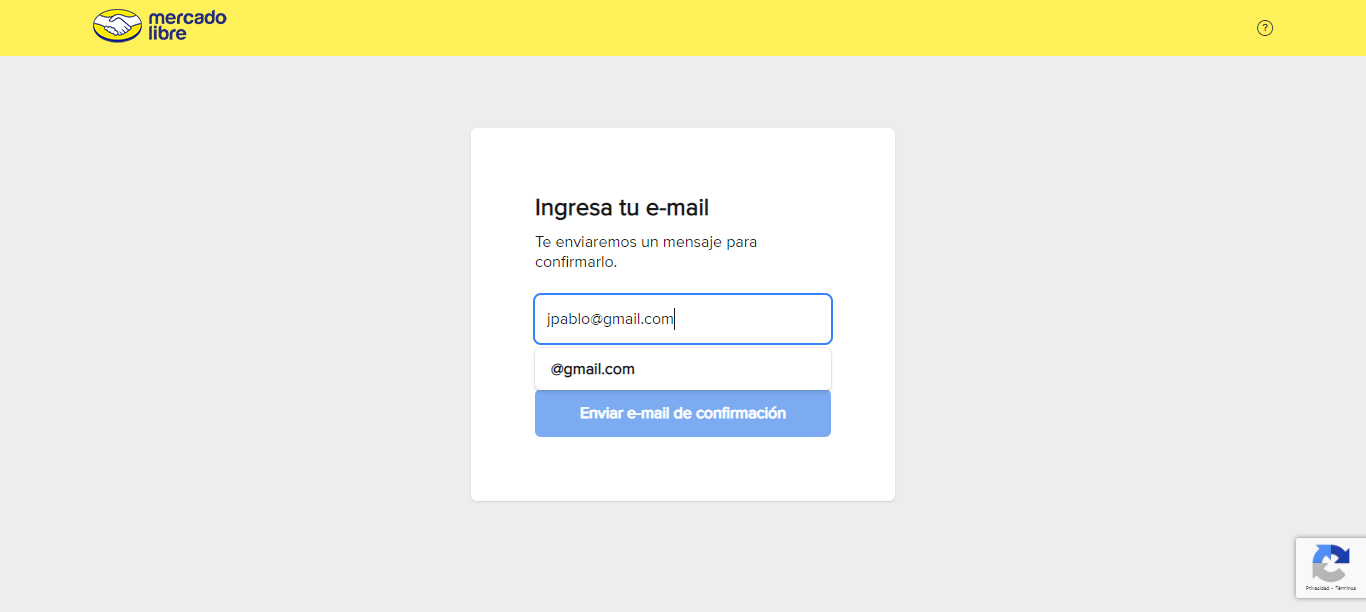 mercado
libre
?
Ingresa tu e-mail
Te enviaremos un mensaje para
confirmarlo.
jpablo@gmail.com
@gmail.com
Enviar e-mail de confirmación
Privacidad - Términos